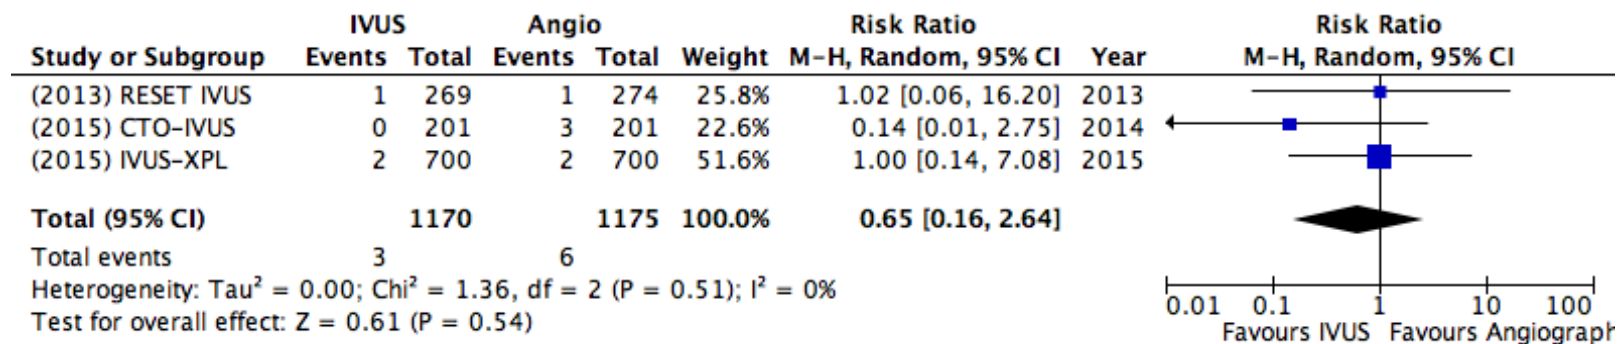 IVUS Angio Risk Ratio Risk Ratio
Study or Subgroup Events Total Events Total Weight M-H, Random, 95% CI Year M-H, Random, 95% CI
(2013) RESET IVUS 1 269 1 274 25.8% 1.02 [0.06, 16.20] 2013
(2015) CTO-IVUS 0 201 3 201 22.6% 0.14 [0.01, 2.75] 2014
(2015) IVUS-XPL 2 700 2 700 51.6% 1.00 [0.14, 7.08] 2015
Total (95% CI) 1170 1175 100.0% 0.65 [0.16, 2.64]
Total events 3 6
Heterogeneity: Tau² = 0.00; Chi² = 1.36, df = 2 (P = 0.51); I² = 0%
Test for overall effect: Z = 0.61 (P = 0.54)
0.01 0.1 1 10 100
Favours IVUS Favours Angiograph